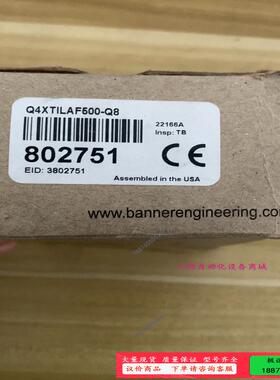 Q4XTILAF500-Q8
22166A
Insp: TB
802751
CE
EID: 3802751
Assembled in the USA
www.bannerengineering.com
大量现货 质量保证 型号齐全
议价商品 下单请咨询客服
1887